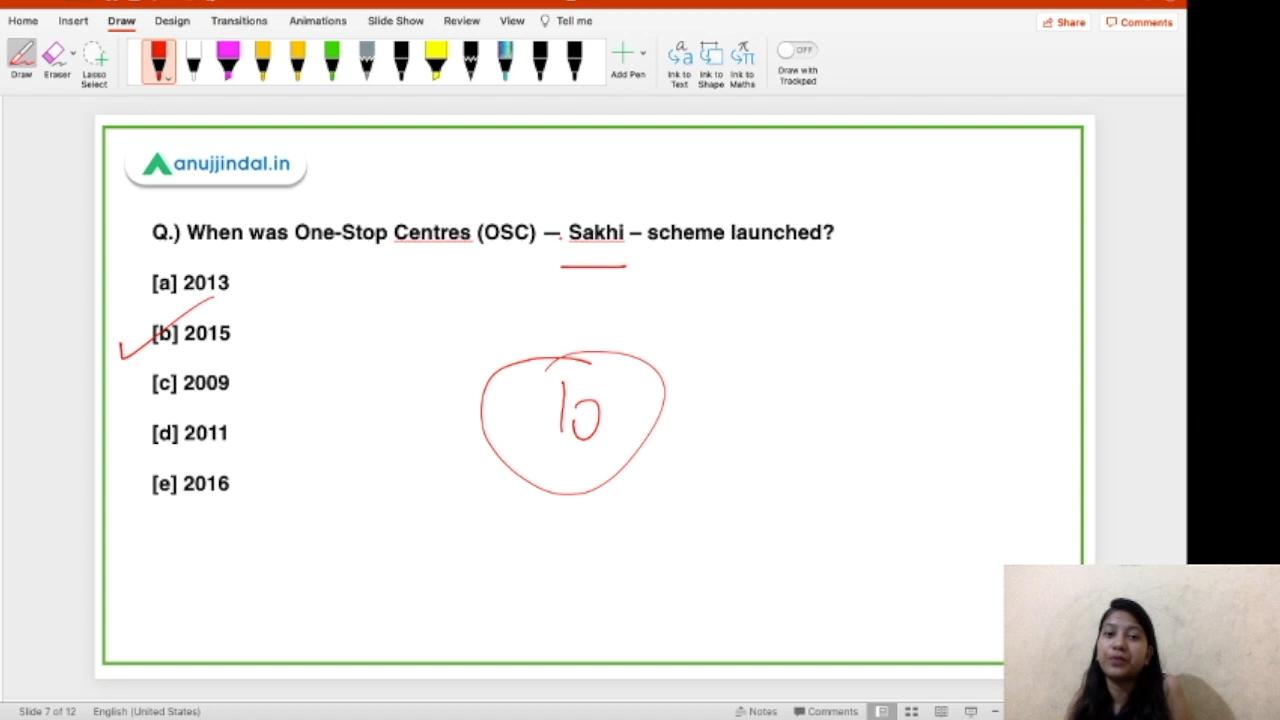 Home Insert Draw Design Transitions Animations Slide Show Review View Tell me Share Comments
Draw Eraser Lasso Select Add Pen Ink to Text Ink to Shape Ink to Maths OFF Draw with Trackpad
anujjindal.in
Q.) When was One-Stop Centres (OSC) — Sakhi – scheme launched?
[a] 2013
[b] 2015
[c] 2009
10
[d] 2011
[e] 2016
Slide 7 of 12 English (United States) Notes Comments